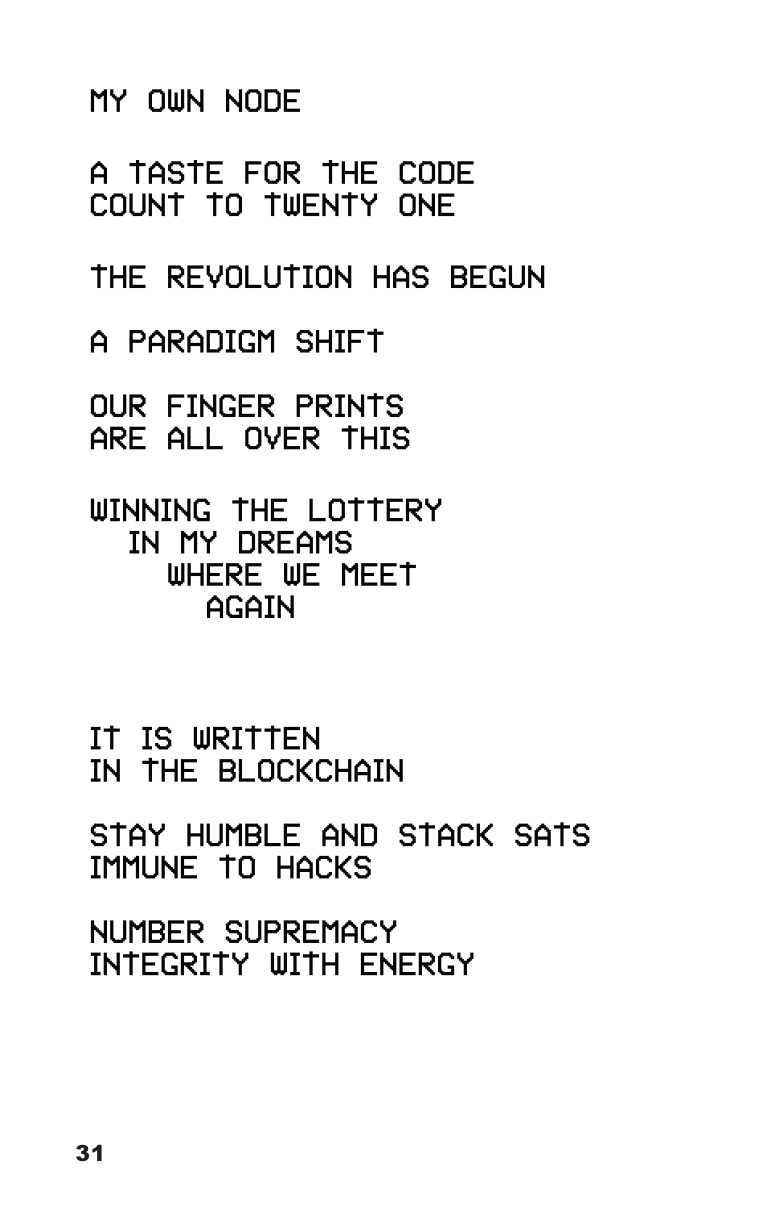 MY OWN NODE
A TASTE FOR THE CODE
COUNT TO TWENTY ONE
THE REVOLUTION HAS BEGUN
A PARADIGM SHIFT
OUR FINGER PRINTS
ARE ALL OVER THIS
WINNING THE LOTTERY
IN MY DREAMS
WHERE WE MEET
AGAIN
IT IS WRITTEN
IN THE BLOCKCHAIN
STAY HUMBLE AND STACK SATS
IMMUNE TO HACKS
NUMBER SUPREMACY
INTEGRITY WITH ENERGY
31